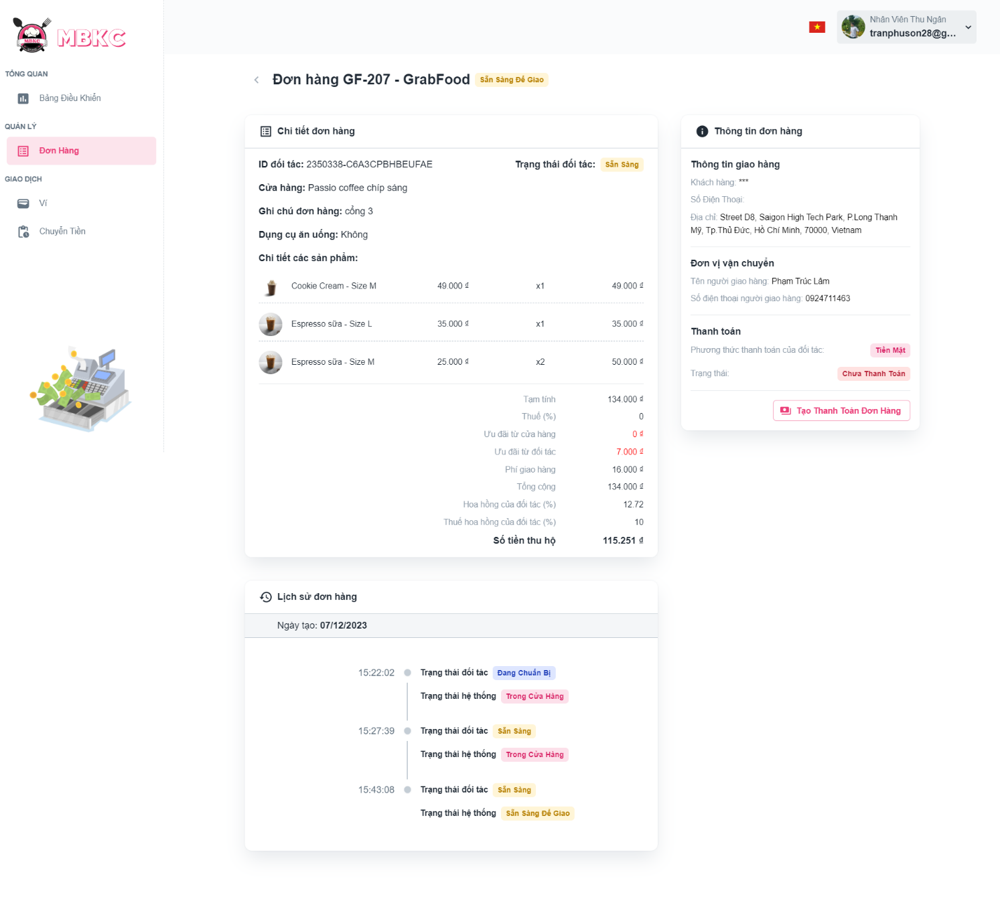 MBKC
MBKC
Nhân Viên Thu Ngân
tranphuson28@g...
TỔNG QUAN
Bảng Điều Khiển
QUẢN LÝ
Đơn Hàng
GIAO DỊCH
Ví
Chuyển Tiền
Đơn hàng GF-207 - GrabFood
Sẵn Sàng Để Giao
Chi tiết đơn hàng
ID đối tác: 2350338-C6A3CPBHBEUFAE
Trạng thái đối tác: Sẵn Sàng
Cửa hàng: Passio coffee chíp sáng
Ghi chú đơn hàng: cổng 3
Dụng cụ ăn uống: Không
Chi tiết các sản phẩm:
Cookie Cream - Size M 49.000 ₫ x1 49.000 ₫
Espresso sữa - Size L 35.000 ₫ x1 35.000 ₫
Espresso sữa - Size M 25.000 ₫ x2 50.000 ₫
Tạm tính 134.000 ₫
Thuế (%) 0
Ưu đãi từ cửa hàng 0 ₫
Ưu đãi từ đối tác 7.000 ₫
Phí giao hàng 16.000 ₫
Tổng cộng 134.000 ₫
Hoa hồng của đối tác (%) 12.72
Thuế hoa hồng của đối tác (%) 10
Số tiền thu hộ 115.251 ₫
Thông tin đơn hàng
Thông tin giao hàng
Khách hàng: ***
Số Điện Thoại:
Địa chỉ: Street D8, Saigon High Tech Park, P.Long Thạnh
Mỹ, Tp.Thủ Đức, Hồ Chí Minh, 70000, Vietnam
Đơn vị vận chuyển
Tên người giao hàng: Phạm Trúc Lâm
Số điện thoại người giao hàng: 0924711463
Thanh toán
Phương thức thanh toán của đối tác: Tiền Mặt
Trạng thái: Chưa Thanh Toán
Tạo Thanh Toán Đơn Hàng
Lịch sử đơn hàng
Ngày tạo: 07/12/2023
15:22:02 Trạng thái đối tác Đang Chuẩn Bị
Trạng thái hệ thống Trong Cửa Hàng
15:27:39 Trạng thái đối tác Sẵn Sàng
Trạng thái hệ thống Trong Cửa Hàng
15:43:08 Trạng thái đối tác Sẵn Sàng
Trạng thái hệ thống Sẵn Sàng Để Giao